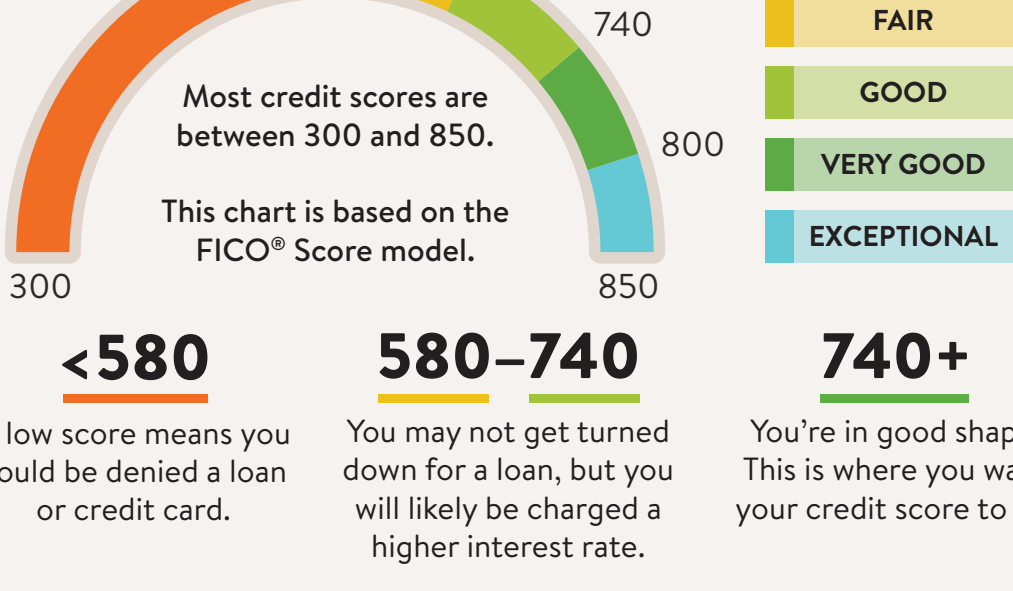 740
FAIR
Most credit scores are
between 300 and 850.
GOOD
800
VERY GOOD
This chart is based on the
FICO® Score model.
EXCEPTIONAL
300
850
<580
low score means you
be denied a loan
or credit card.
580–740
You may not get turned
down for a loan, but you
will likely be charged a
higher interest rate.
740+
You’re in good
This is where you
your credit score to